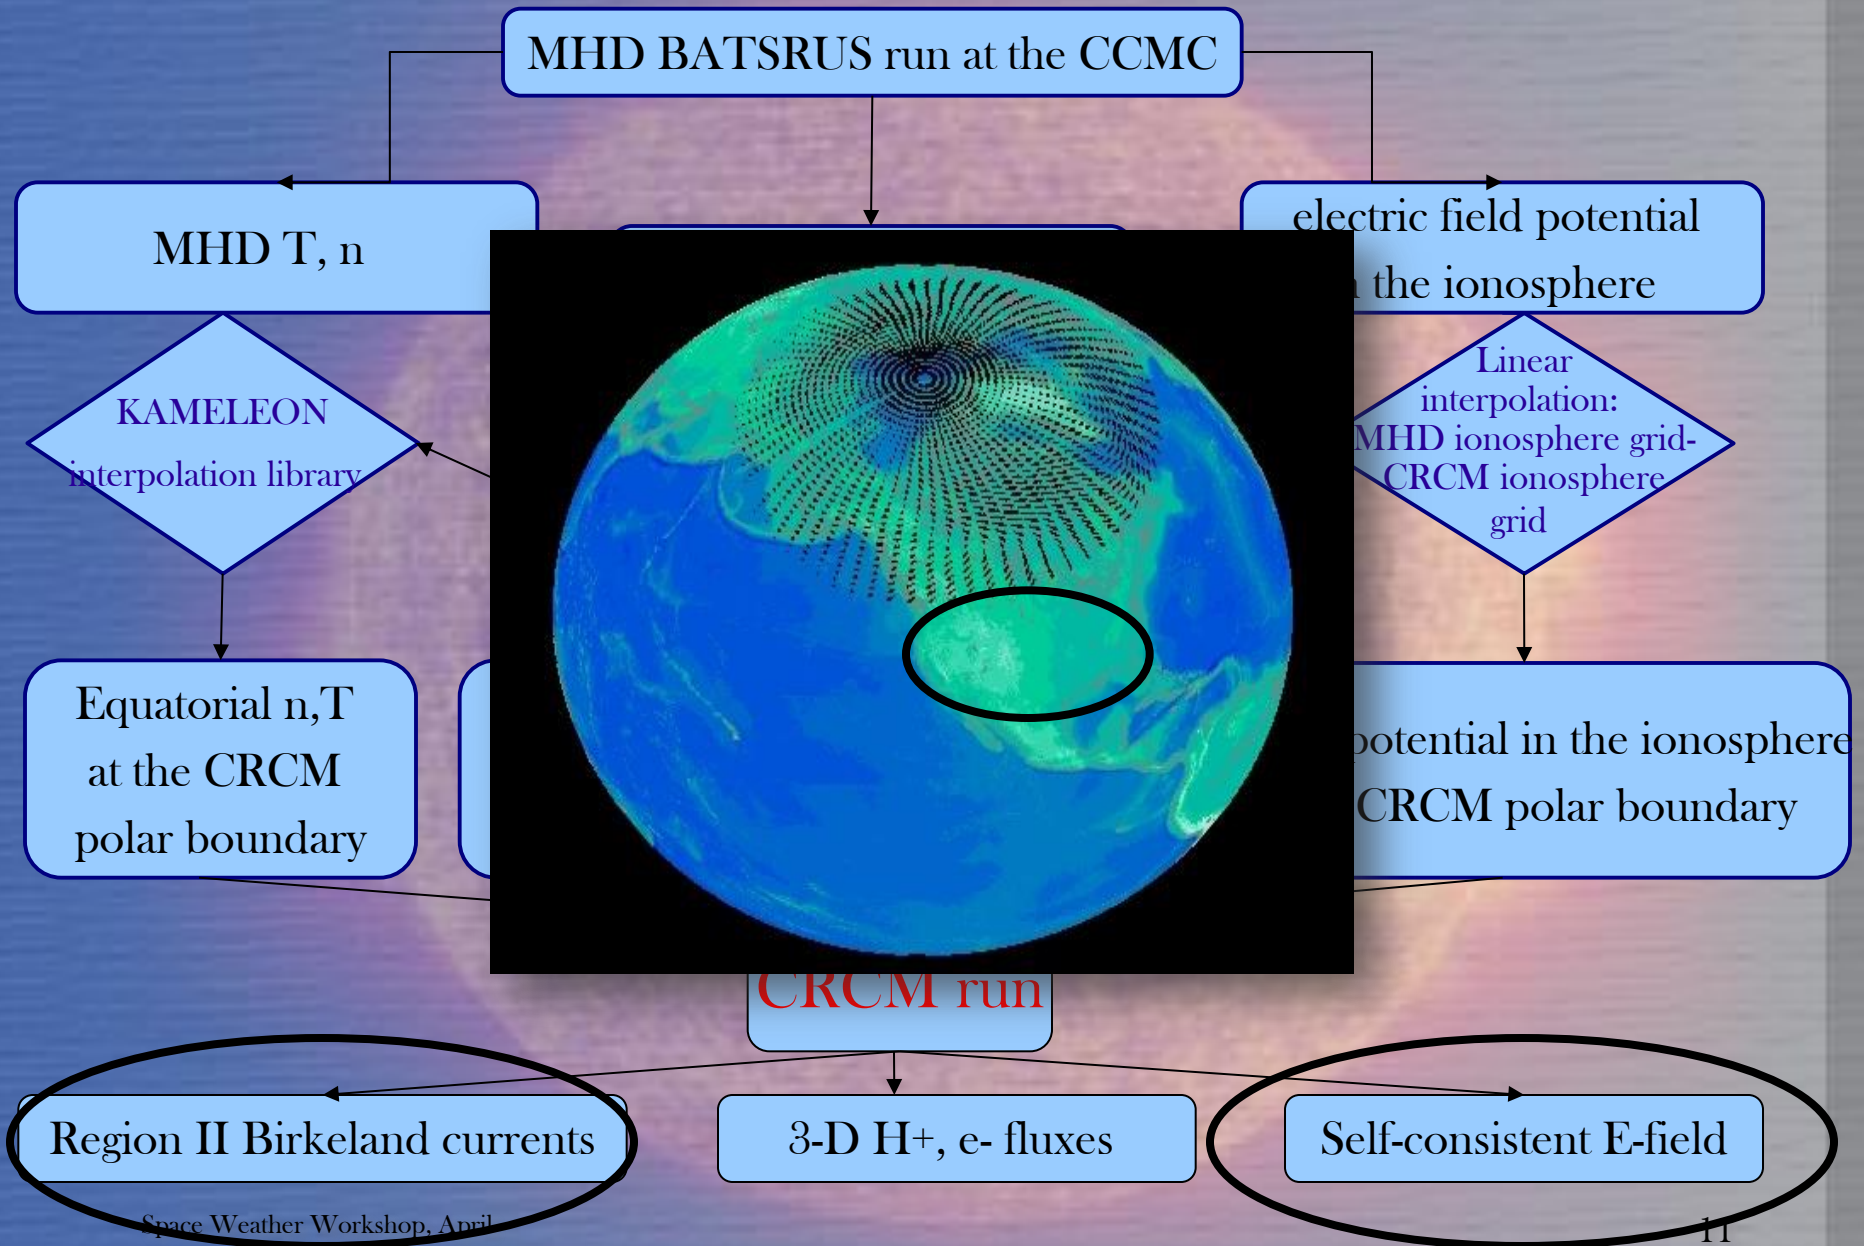 MHD BATSRUS run at the CCMC
MHD T, n
electric field potential
the ionosphere
KAMELEON
interpolation library
Linear
interpolation:
MHD ionosphere grid-
CRCM ionosphere
grid
Equatorial n,T
at the CRCM
polar boundary
potential in the ionosphere
CRCM polar boundary
CRCM run
Region II Birkeland currents
3-D H+, e- fluxes
Self-consistent E-field
Space Weather Workshop, April
11